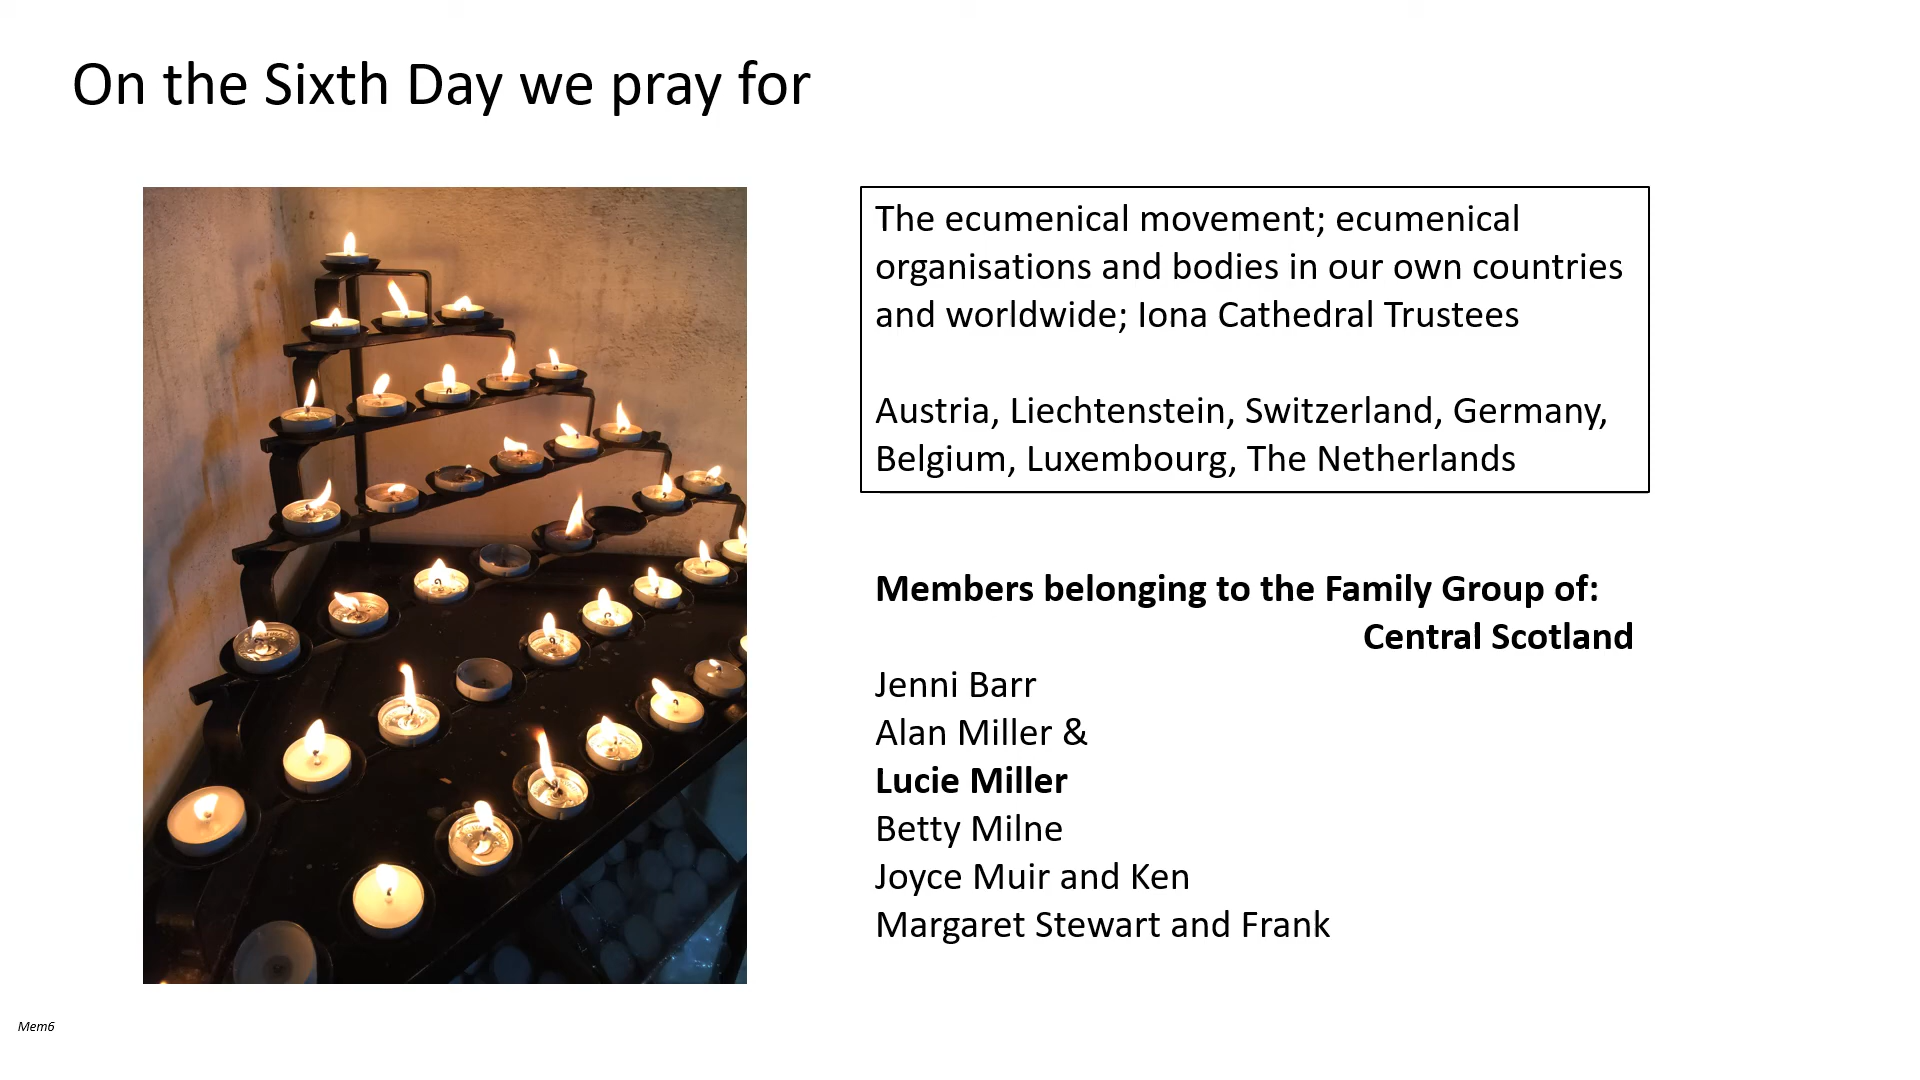 On the Sixth Day we pray for
The ecumenical movement; ecumenical
organisations and bodies in our own countries
and worldwide; Iona Cathedral Trustees
Austria, Liechtenstein, Switzerland, Germany,
Belgium, Luxembourg, The Netherlands
Members belonging to the Family Group of:
Central Scotland
Jenni Barr
Alan Miller &
Lucie Miller
Betty Milne
Joyce Muir and Ken
Margaret Stewart and Frank
Mem6